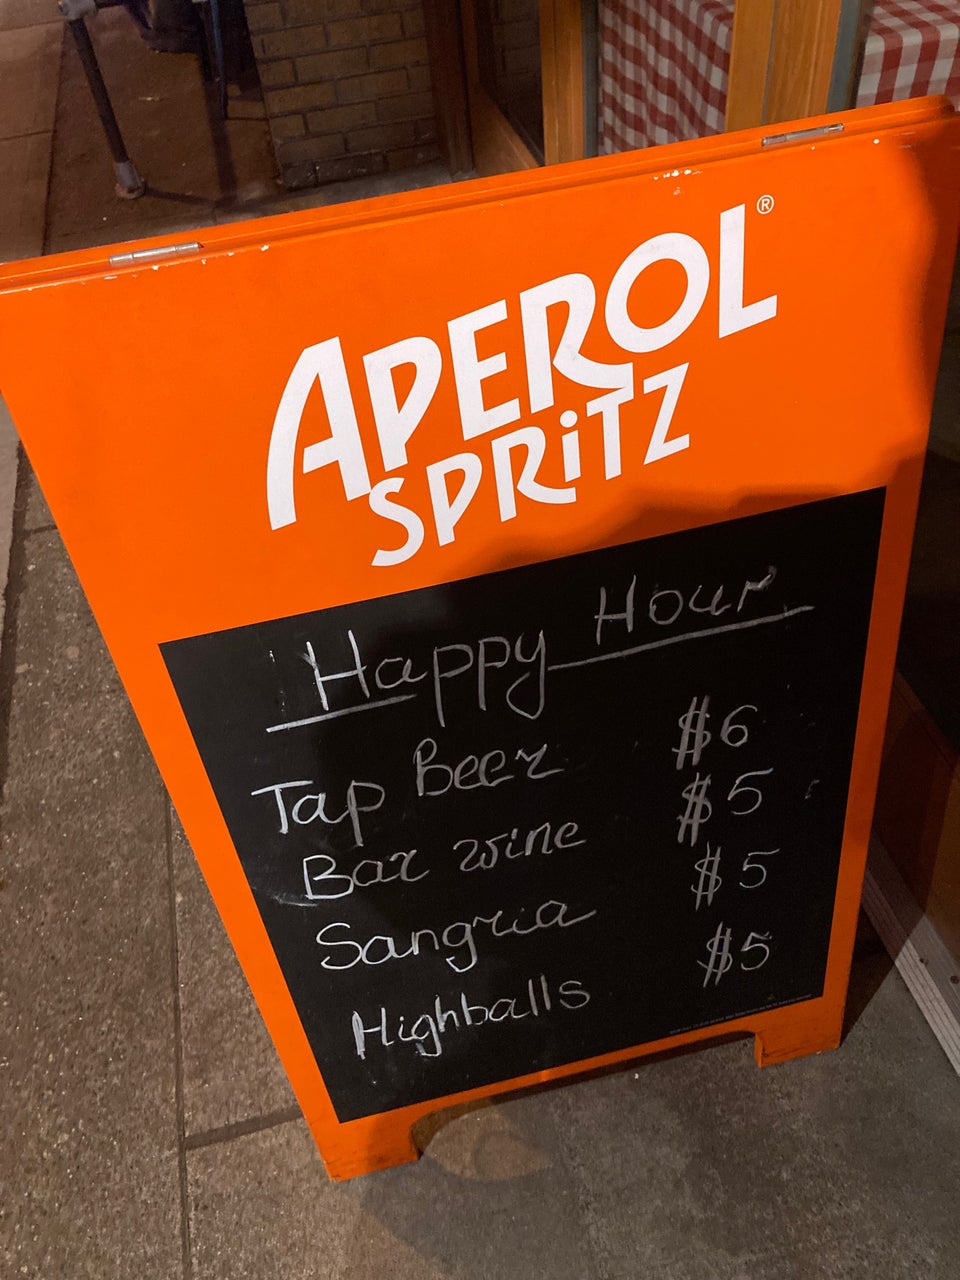 APEROL®
SPRiTZ
Happy Hour
Tap Beer $6
Bar wine $5
Sangria $5
Highballs $5